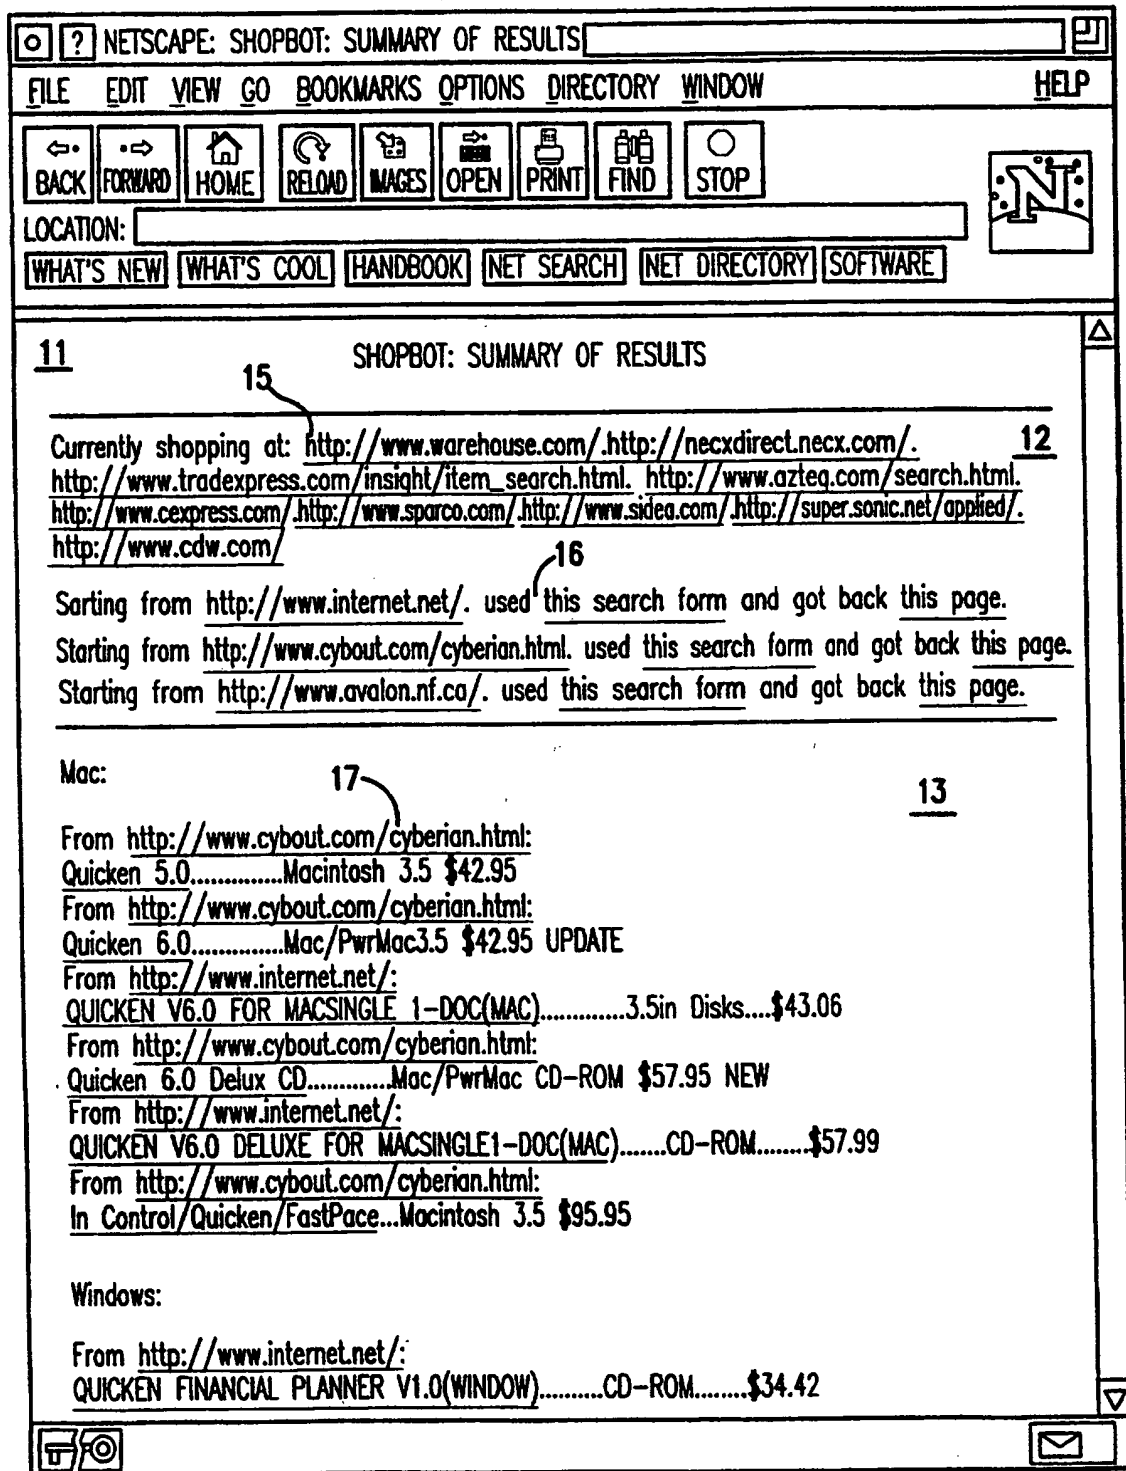 ? NETSCAPE: SHOPBOT: SUMMARY OF RESULTS
FILE EDIT VIEW GO BOOKMARKS OPTIONS DIRECTORY WINDOW HELP
BACK FORWARD HOME RELOAD IMAGES OPEN PRINT FIND STOP
N
LOCATION:
WHAT'S NEW WHAT'S COOL HANDBOOK NET SEARCH NET DIRECTORY SOFTWARE
11 SHOPBOT: SUMMARY OF RESULTS
15
Currently shopping at: http://www.warehouse.com/.http://necxdirect.necx.com/. 12
http://www.tradexpress.com/insight/item_search.html. http://www.azteq.com/search.html.
http://www.cexpress.com/.http://www.sparco.com/.http://www.sidea.com/.http://super.sonic.net/applied/.
http://www.cdw.com/
16
Sarting from http://www.internet.net/. used this search form and got back this page.
Starting from http://www.cybout.com/cyberian.html. used this search form and got back this page.
Starting from http://www.avalon.nf.ca/. used this search form and got back this page.
Mac: 17 13
From http://www.cybout.com/cyberian.html:
Quicken 5.0..............Macintosh 3.5 $42.95
From http://www.cybout.com/cyberian.html:
Quicken 6.0.............Mac/PwrMac3.5 $42.95 UPDATE
From http://www.internet.net/:
QUICKEN V6.0 FOR MACSINGLE 1-DOC(MAC).............3.5in Disks....$43.06
From http://www.cybout.com/cyberian.html:
Quicken 6.0 Delux CD.............Mac/PwrMac CD-ROM $57.95 NEW
From http://www.internet.net/:
QUICKEN V6.0 DELUXE FOR MACSINGLE1-DOC(MAC).......CD-ROM........$57.99
From http://www.cybout.com/cyberian.html:
In Control/Quicken/FastPace...Macintosh 3.5 $95.95
Windows:
From http://www.internet.net/:
QUICKEN FINANCIAL PLANNER V1.0(WINDOW)..........CD-ROM........$34.42